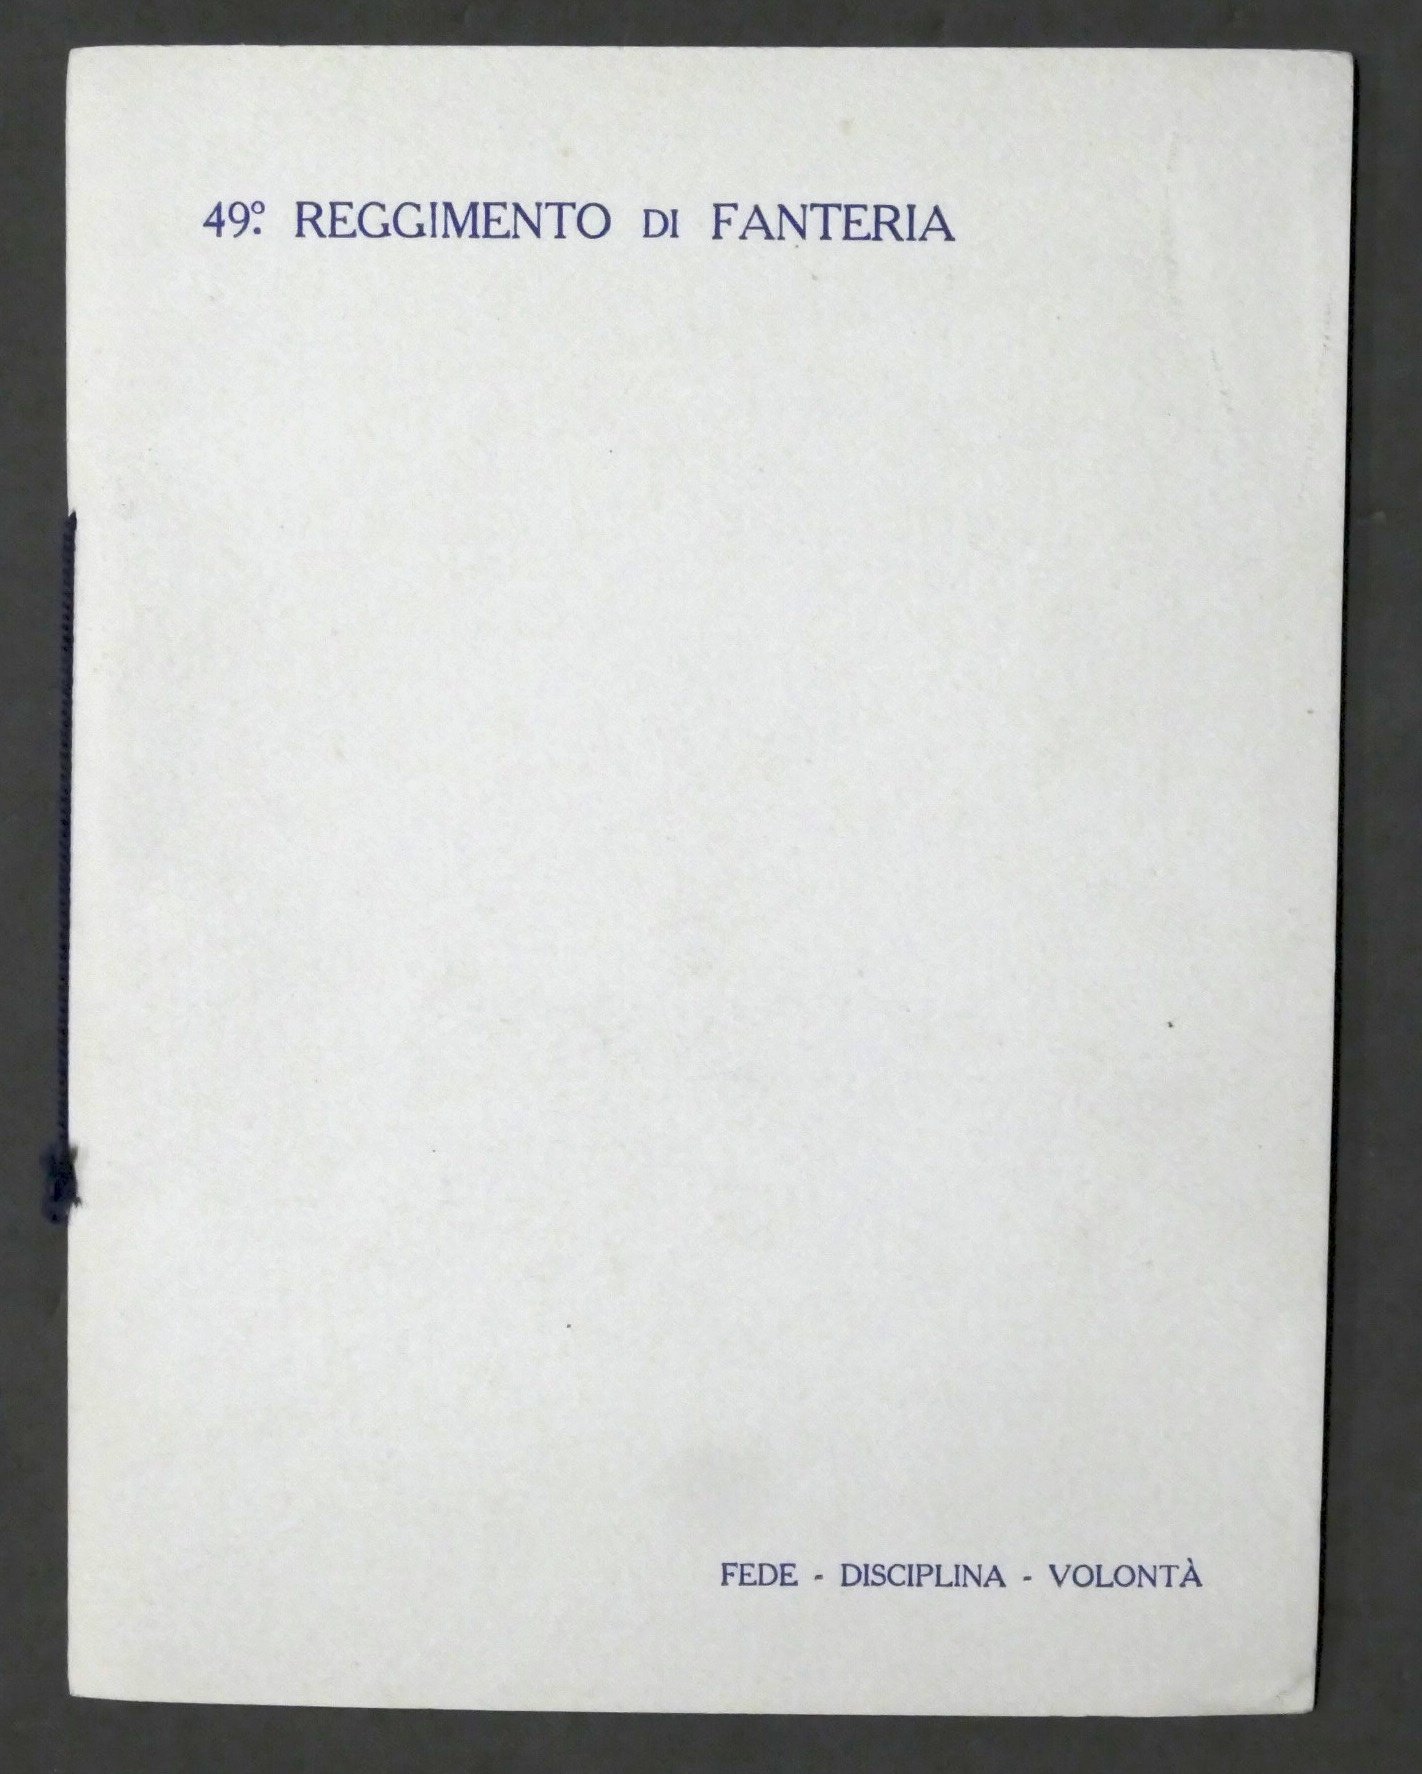 49º. REGGIMENTO DI FANTERIA
FEDE - DISCIPLINA - VOLONTÀ